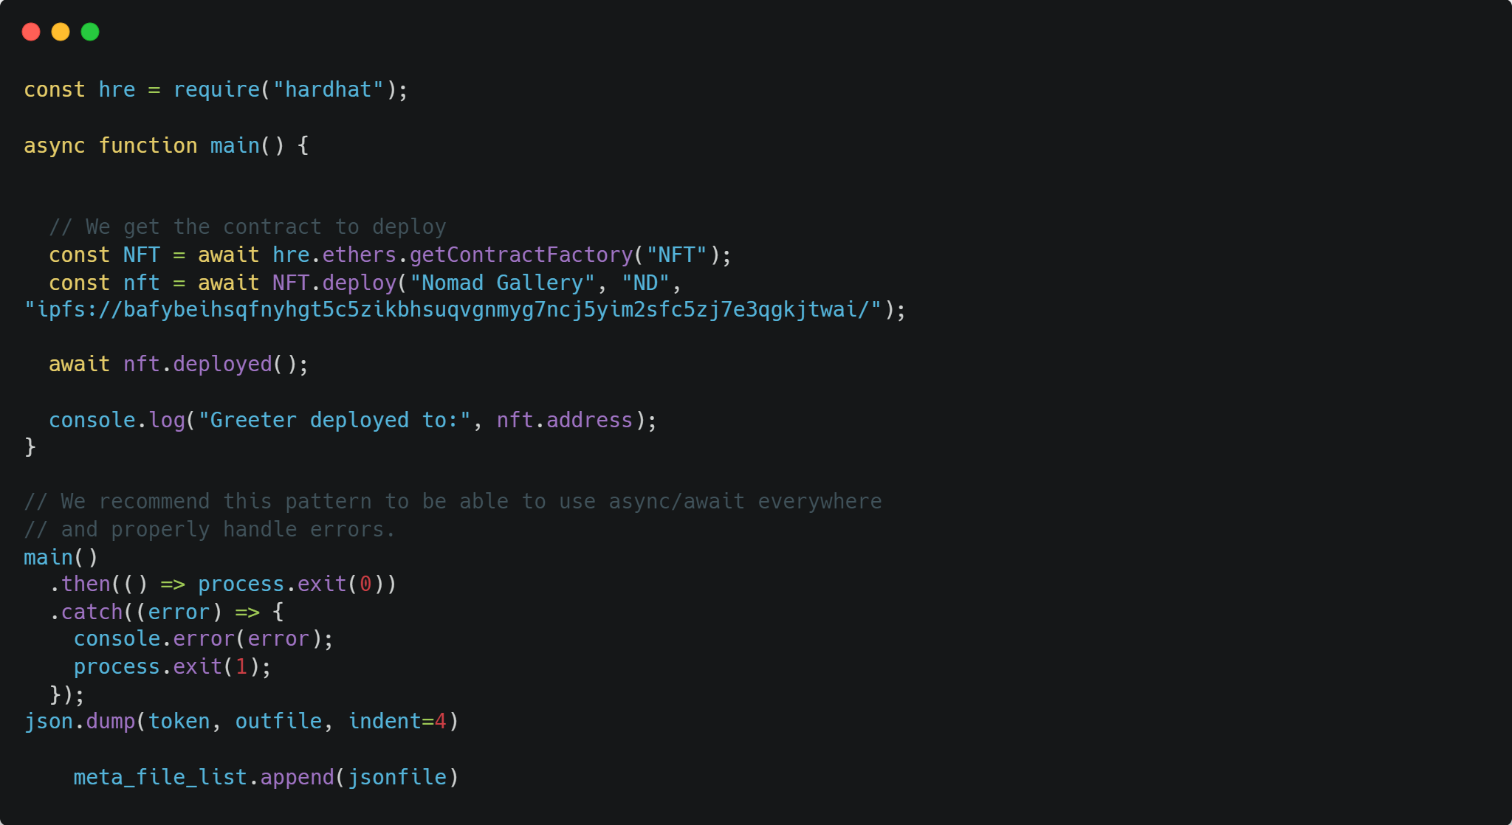 const hre = require("hardhat");
async function main() {
// We get the contract to deploy
const NFT = await hre.ethers.getContractFactory("NFT");
const nft = await NFT.deploy("Nomad Gallery", "ND",
"ipfs://bafybeihsqfnyhgt5c5zikbhsuqvgnmyg7ncj5yim2sfc5zj7e3qgkjtwai/");
await nft.deployed();
console.log("Greeter deployed to:", nft.address);
}
// We recommend this pattern to be able to use async/await everywhere
// and properly handle errors.
main()
.then(() => process.exit(0))
.catch((error) => {
console.error(error);
process.exit(1);
});
json.dump(token, outfile, indent=4)
meta_file_list.append(jsonfile)